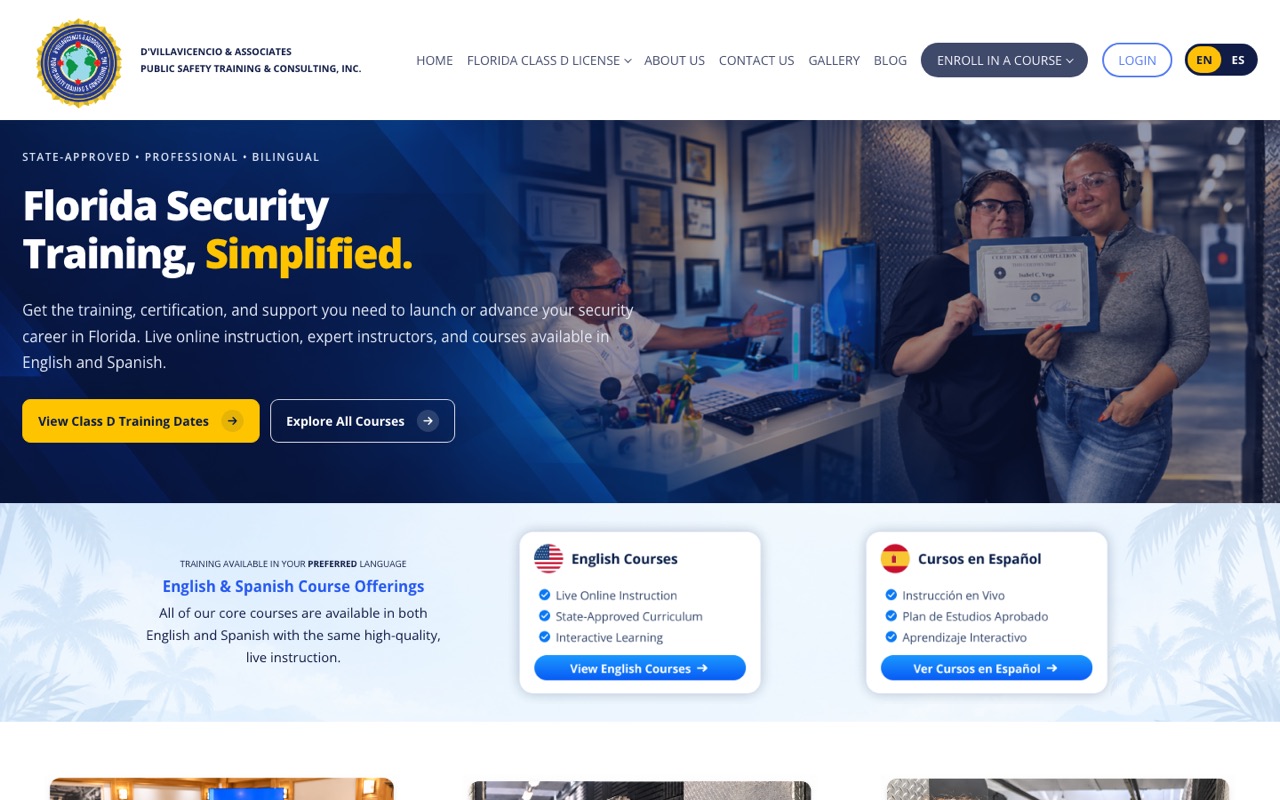 D'VILLAVICENCIO & ASSOCIATES
PUBLIC SAFETY TRAINING & CONSULTING, INC.
HOME
FLORIDA CLASS D LICENSE
ABOUT US
CONTACT US
GALLERY
BLOG
ENROLL IN A COURSE
LOGIN
EN
ES
STATE-APPROVED • PROFESSIONAL • BILINGUAL
Florida Security
Training, Simplified.
Get the training, certification, and support you need to launch or advance your security
career in Florida. Live online instruction, expert instructors, and courses available in
English and Spanish.
View Class D Training Dates
Explore All Courses
CERTIFICATE OF COMPLETION
Isabel C. Vega
TRAINING AVAILABLE IN YOUR PREFERRED LANGUAGE
English & Spanish Course Offerings
All of our core courses are available in both
English and Spanish with the same high-quality,
live instruction.
English Courses
Live Online Instruction
State-Approved Curriculum
Interactive Learning
View English Courses
Cursos en Español
Instrucción en Vivo
Plan de Estudios Aprobado
Aprendizaje Interactivo
Ver Cursos en Español